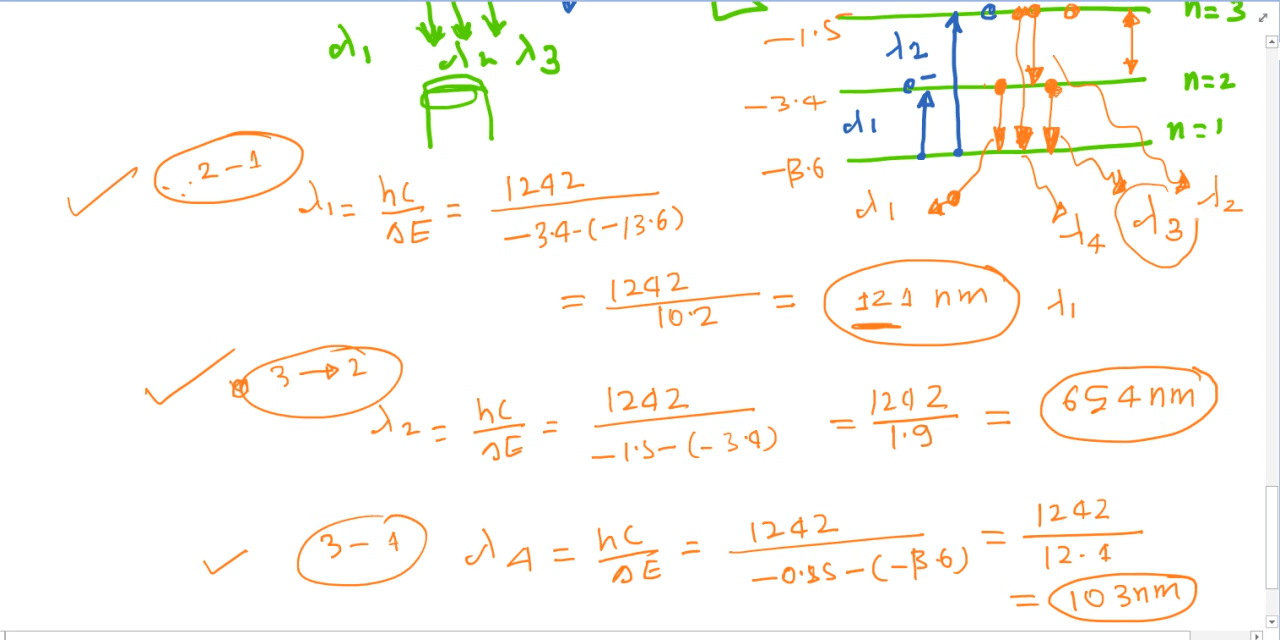 n=3
-1.5
λ1 λ2 λ3
λ2
e-
n=2
-3.4
λ1
n=1
-13.6
2-1
λ1 = hc/ΔE = 1242/-3.4-(-13.6)
λ1 λ4 λ3 λ2
= 1242/10.2 = 121 nm λ1
3→2
λ2 = hc/ΔE = 1242/-1.5-(-3.4) = 1242/1.9 = 654 nm
3-1 λ4 = hc/ΔE = 1242/-0.85-(-13.6) = 1242/12.1
= 103nm